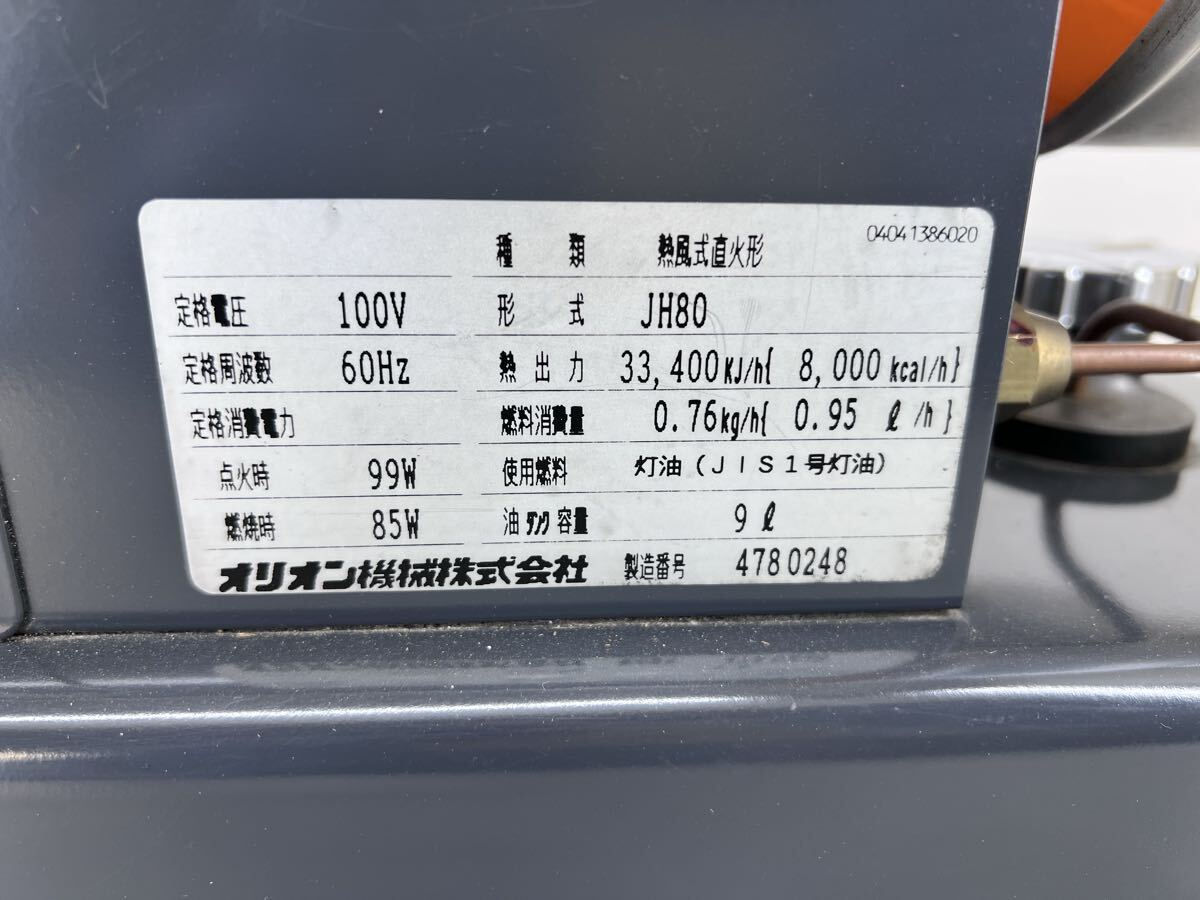 種類 熱風式直火形 04041386020
定格電圧 100V 形式 JH80
定格周波数 60Hz 熱出力 33,400KJ/h{ 8,000kcal/h}
定格消費電力 燃料消費量 0.76kg/h{ 0.95 ℓ/h}
点火時 99W 使用燃料 灯油(JIS1号灯油)
燃焼時 85W 油タンク容量 9ℓ
オリオン機械株式会社 製造番号 4780248